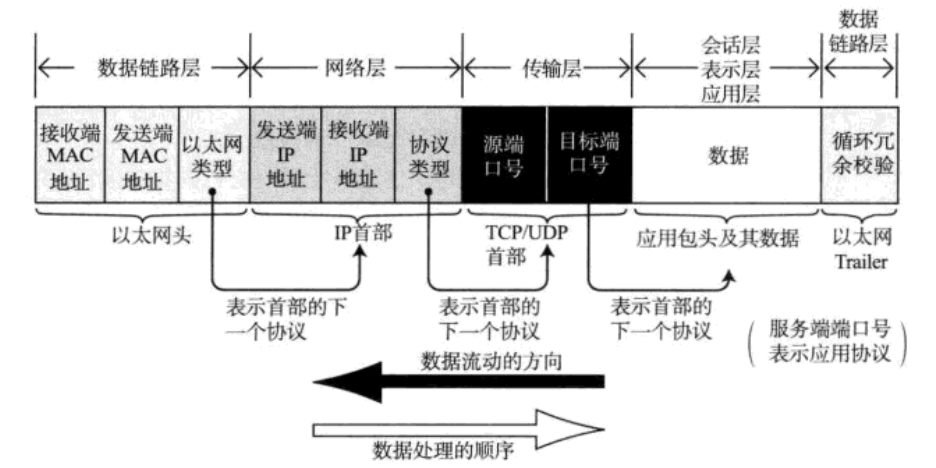 数据链路层
网络层
传输层
会话层
表示层
应用层
数据
链路层
接收端
MAC
地址
发送端
MAC
地址
以太网
类型
发送端
IP
地址
接收端
IP
地址
协议
类型
源端
口号
目标端
口号
数据
循环冗
余校验
以太网头
IP首部
TCP/UDP
首部
应用包头及其数据
以太网
Trailer
表示首部的下
一个协议
表示首部的
下一个协议
表示首部的
下一个协议
服务端端口号
表示应用协议
数据流动的方向
数据处理的顺序